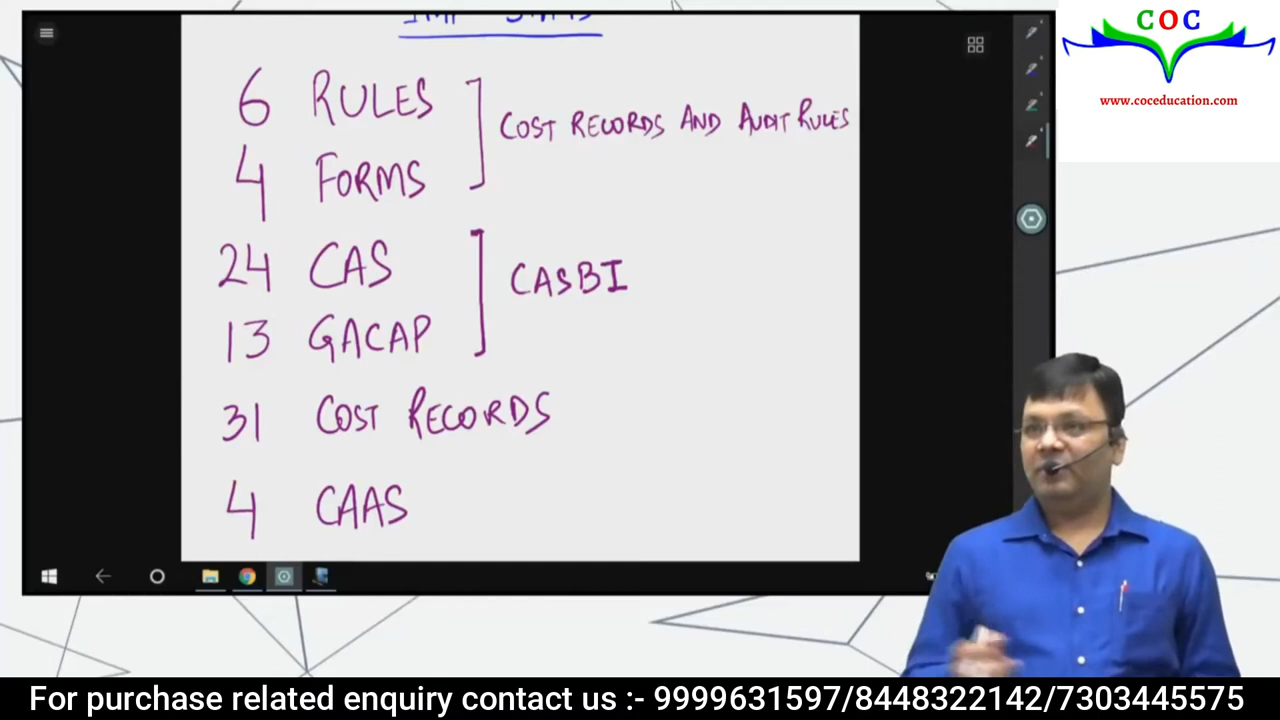 COC
www.coceducation.com
6 RULES
4 FORMS
COST RECORDS AND AUDIT RULES
24 CAS
13 GACAP
CASBI
31 COST RECORDS
4 CAAS
For purchase related enquiry contact us :- 9999631597/8448322142/7303445575